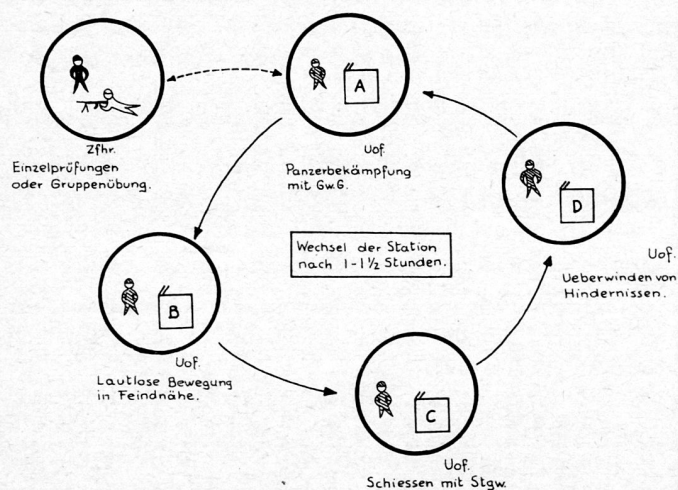 Zfhr.
Einzelprüfungen
oder Gruppenübung.
A
Uof.
Panzerbekämpfung
mit Gw.G.
D
Uof.
Ueberwinden von
Hindernissen.
Wechsel der Station
nach 1-1½ Stunden.
B
Uof.
Lautlose Bewegung
in Feindnähe.
C
Uof.
Schiessen mit Stgw.